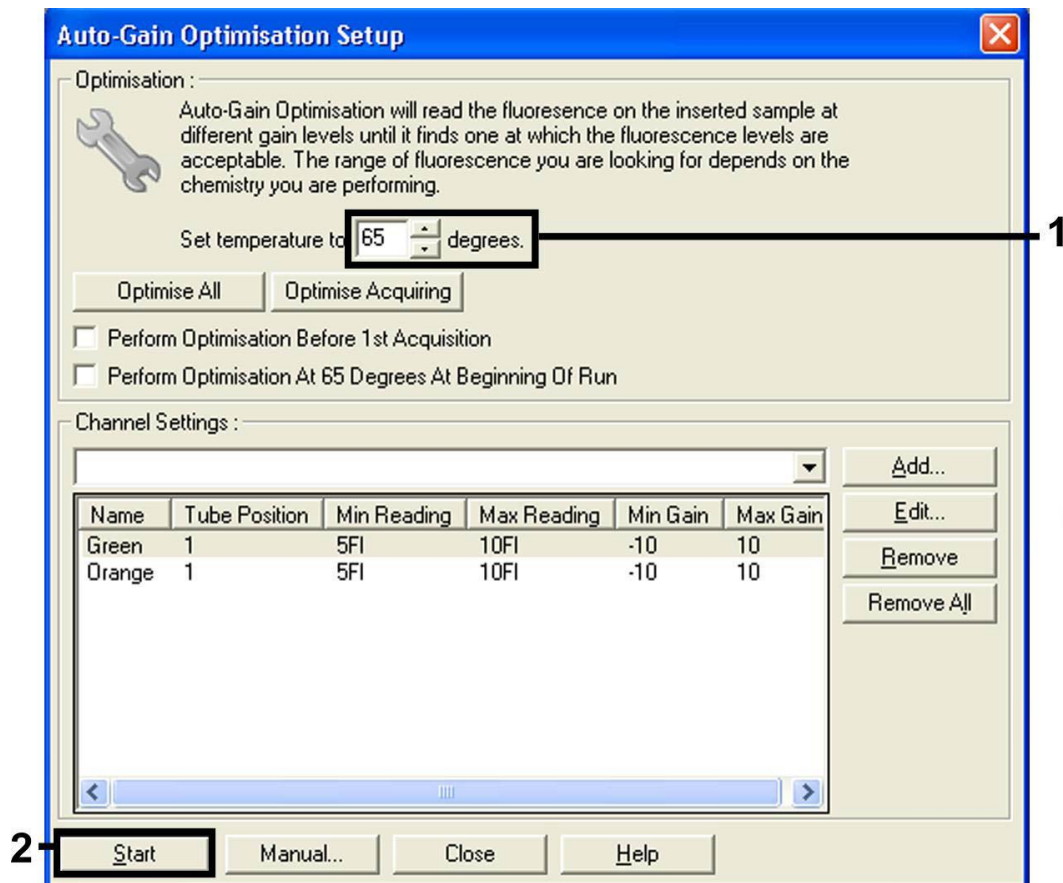 Auto-Gain Optimisation Setup
Optimisation :
Auto-Gain Optimisation will read the fluoresence on the inserted sample at
different gain levels until it finds one at which the fluorescence levels are
acceptable. The range of fluorescence you are looking for depends on the
chemistry you are performing.
Set temperature to 65 degrees.
1
Optimise All Optimise Acquiring
Perform Optimisation Before 1st Acquisition
Perform Optimisation At 65 Degrees At Beginning Of Run
Channel Settings :
Add...
Name Tube Position Min Reading Max Reading Min Gain Max Gain
Edit...
Green 1 5Fl 10Fl -10 10
Orange 1 5Fl 10Fl -10 10
Remove
Remove All
2
Start Manual... Close Help